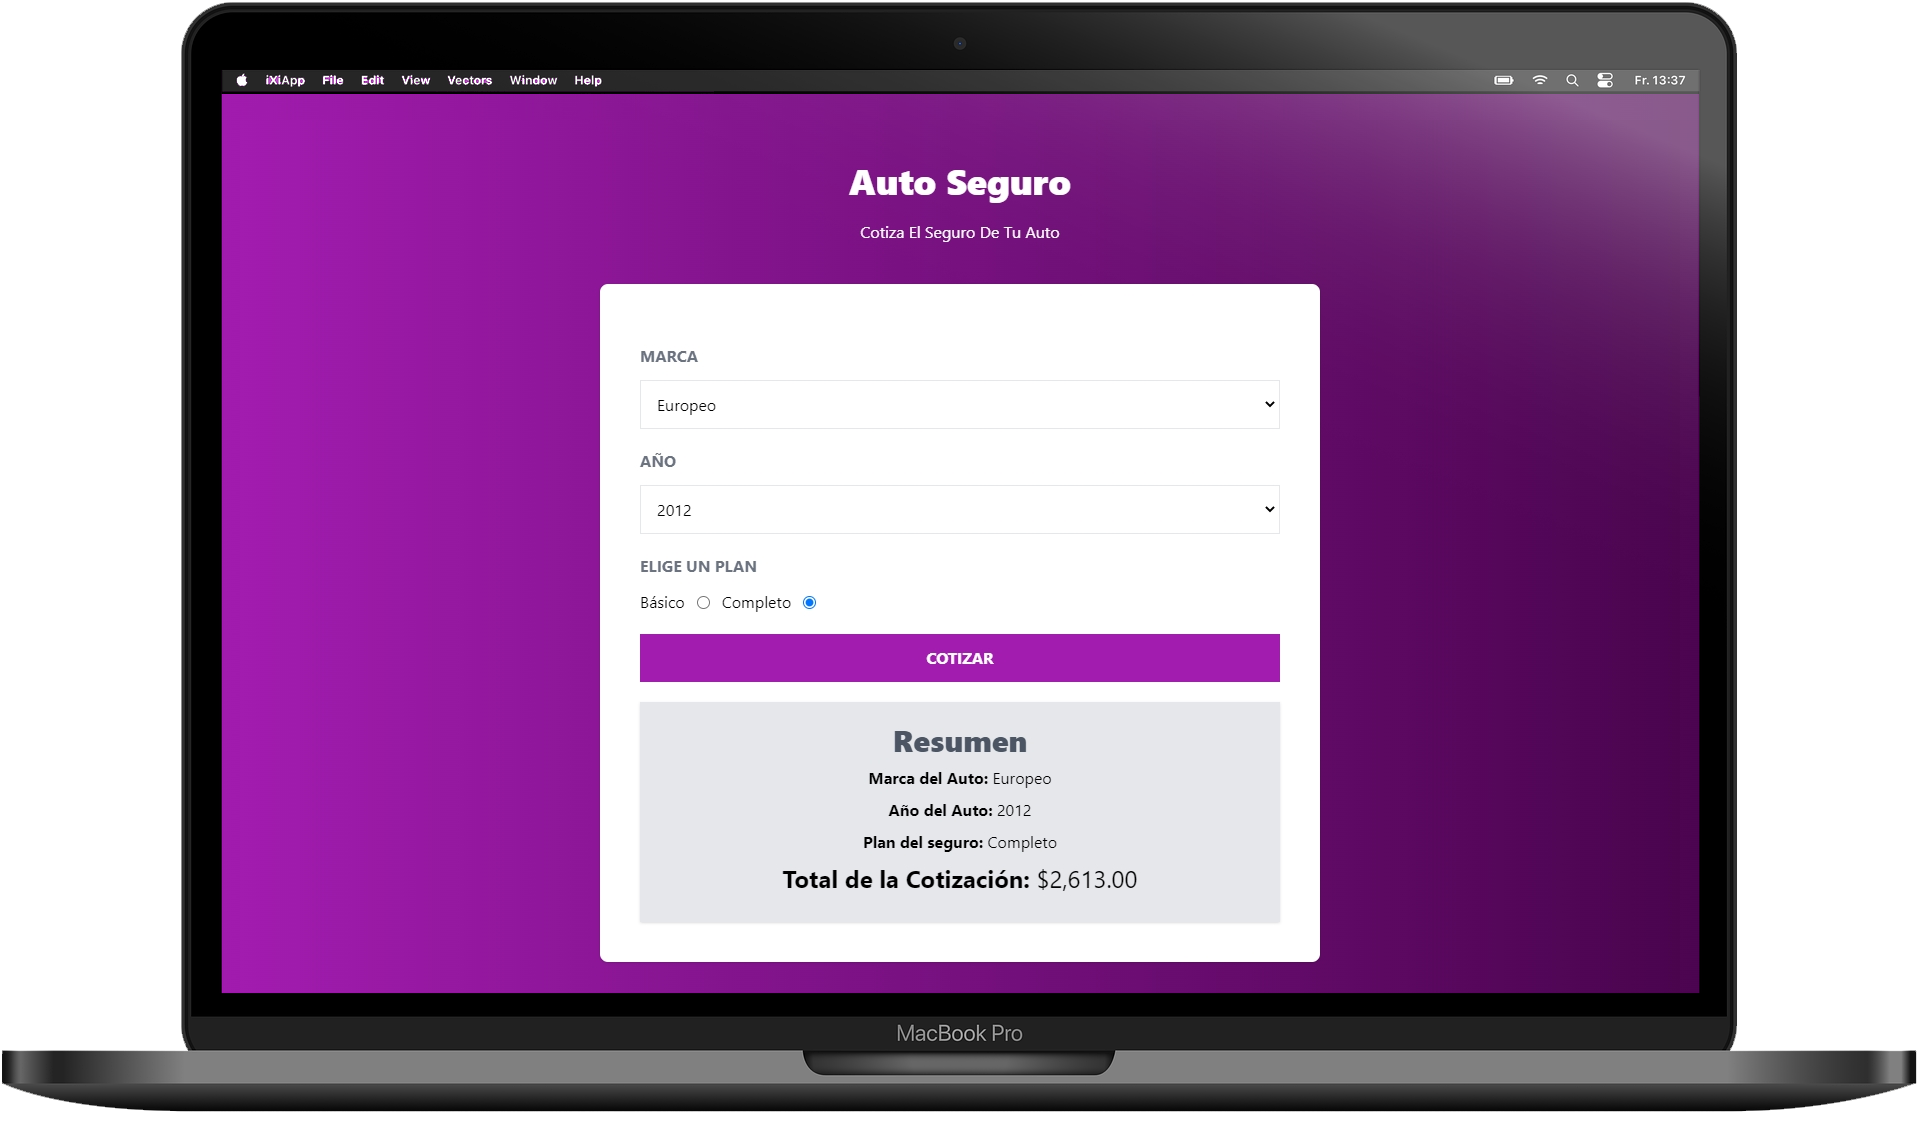 iXiApp File Edit View Vectors Window Help Fr. 13:37
Auto Seguro
Cotiza El Seguro De Tu Auto
MARCA
Europeo
AÑO
2012
ELIGE UN PLAN
Básico Completo
COTIZAR
Resumen
Marca del Auto: Europeo
Año del Auto: 2012
Plan del seguro: Completo
Total de la Cotización: $2,613.00
MacBook Pro